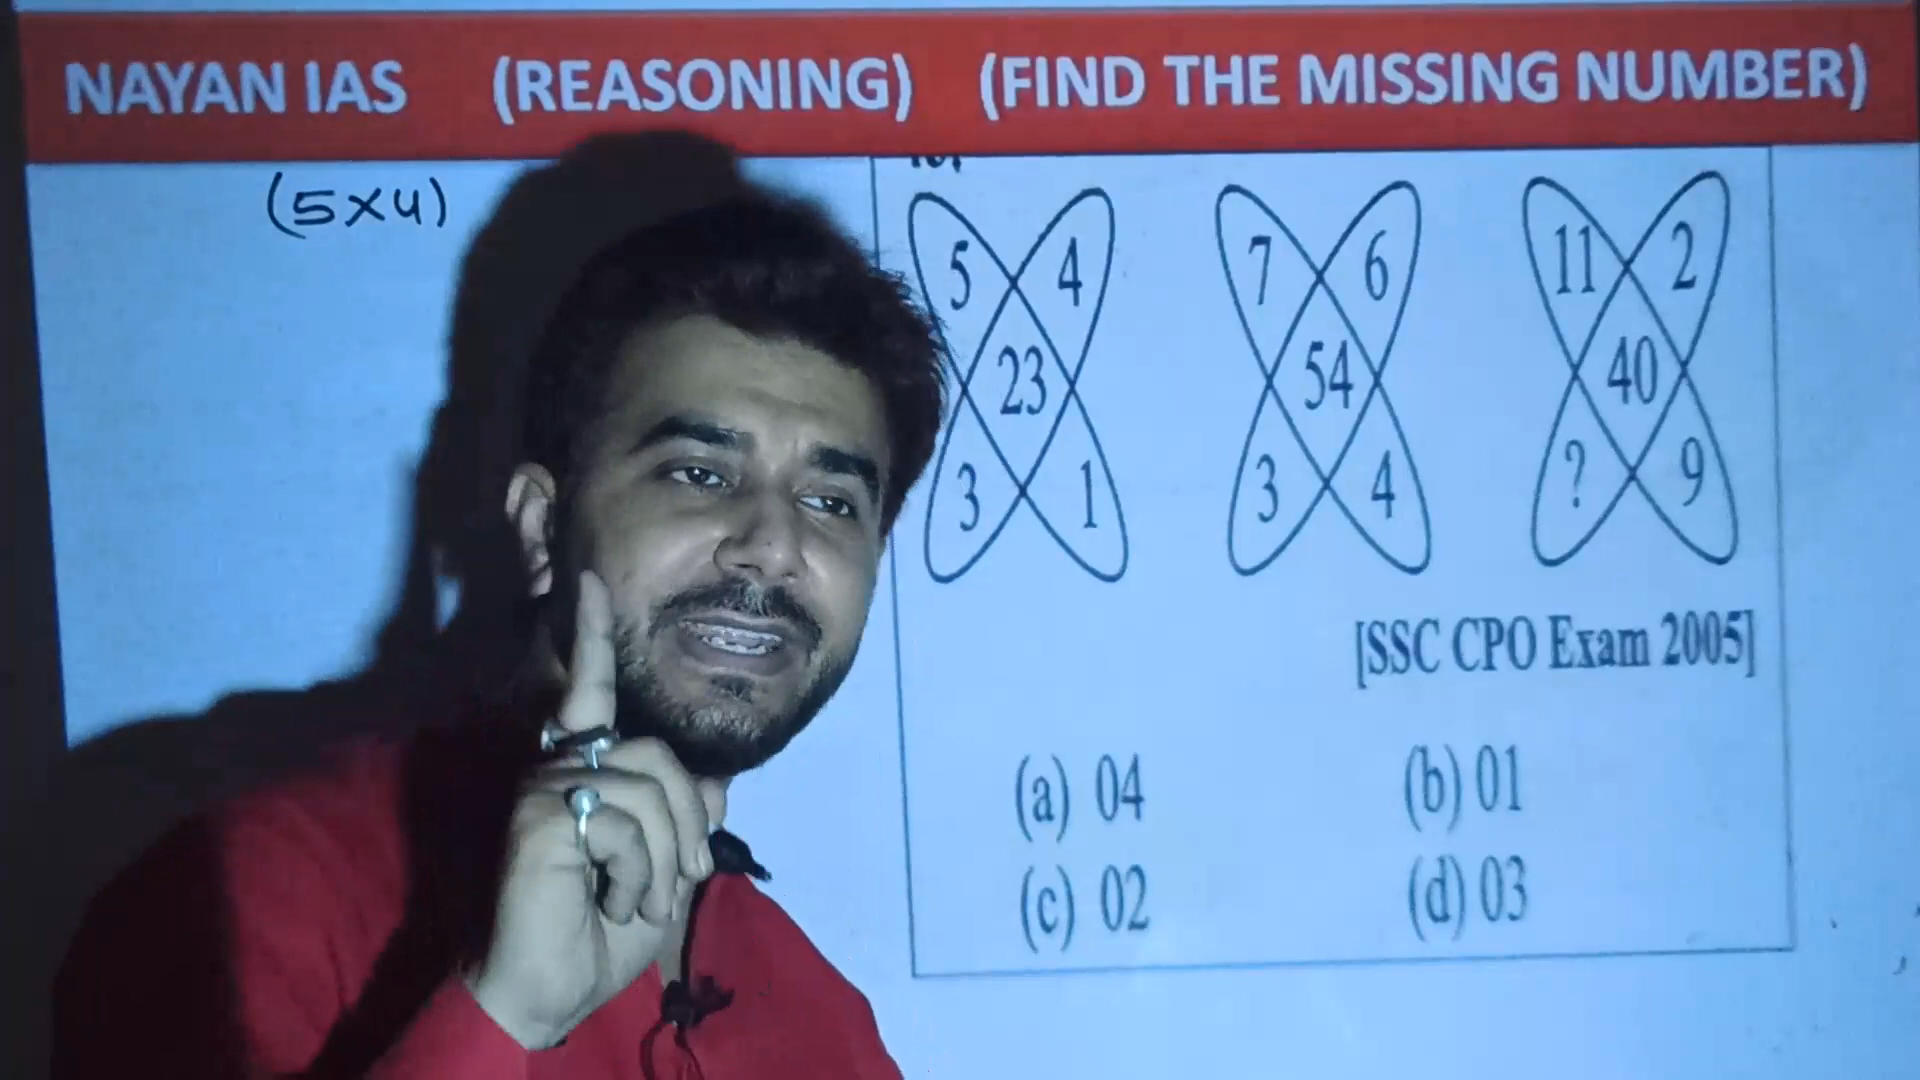 NAYAN IAS (REASONING) (FIND THE MISSING NUMBER)
(5×4)
5 4 7 6 11 2
23 54 40
3 1 3 4 ? 9
[SSC CPO Exam 2005]
(a) 04 (b) 01
(c) 02 (d) 03